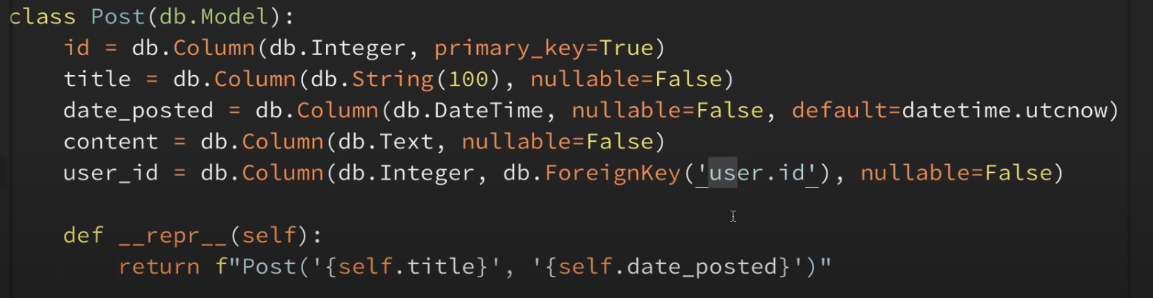 class Post(db.Model):
    id = db.Column(db.Integer, primary_key=True)
    title = db.Column(db.String(100), nullable=False)
    date_posted = db.Column(db.DateTime, nullable=False, default=datetime.utcnow)
    content = db.Column(db.Text, nullable=False)
    user_id = db.Column(db.Integer, db.ForeignKey('user.id'), nullable=False)
    def __repr__(self):
        return f"Post('{self.title}', '{self.date_posted}')"